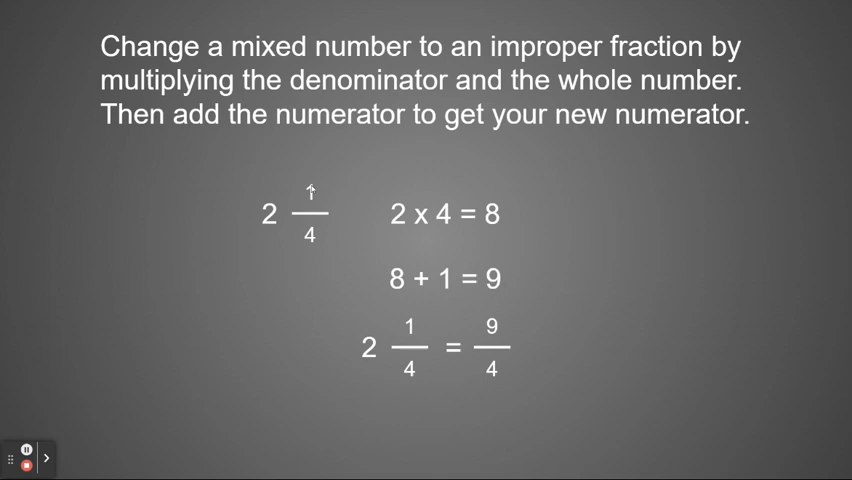 Change a mixed number to an improper fraction by
multiplying the denominator and the whole number.
Then add the numerator to get your new numerator.
2 1/4 2 x 4 = 8
8 + 1 = 9
2 1/4 = 9/4